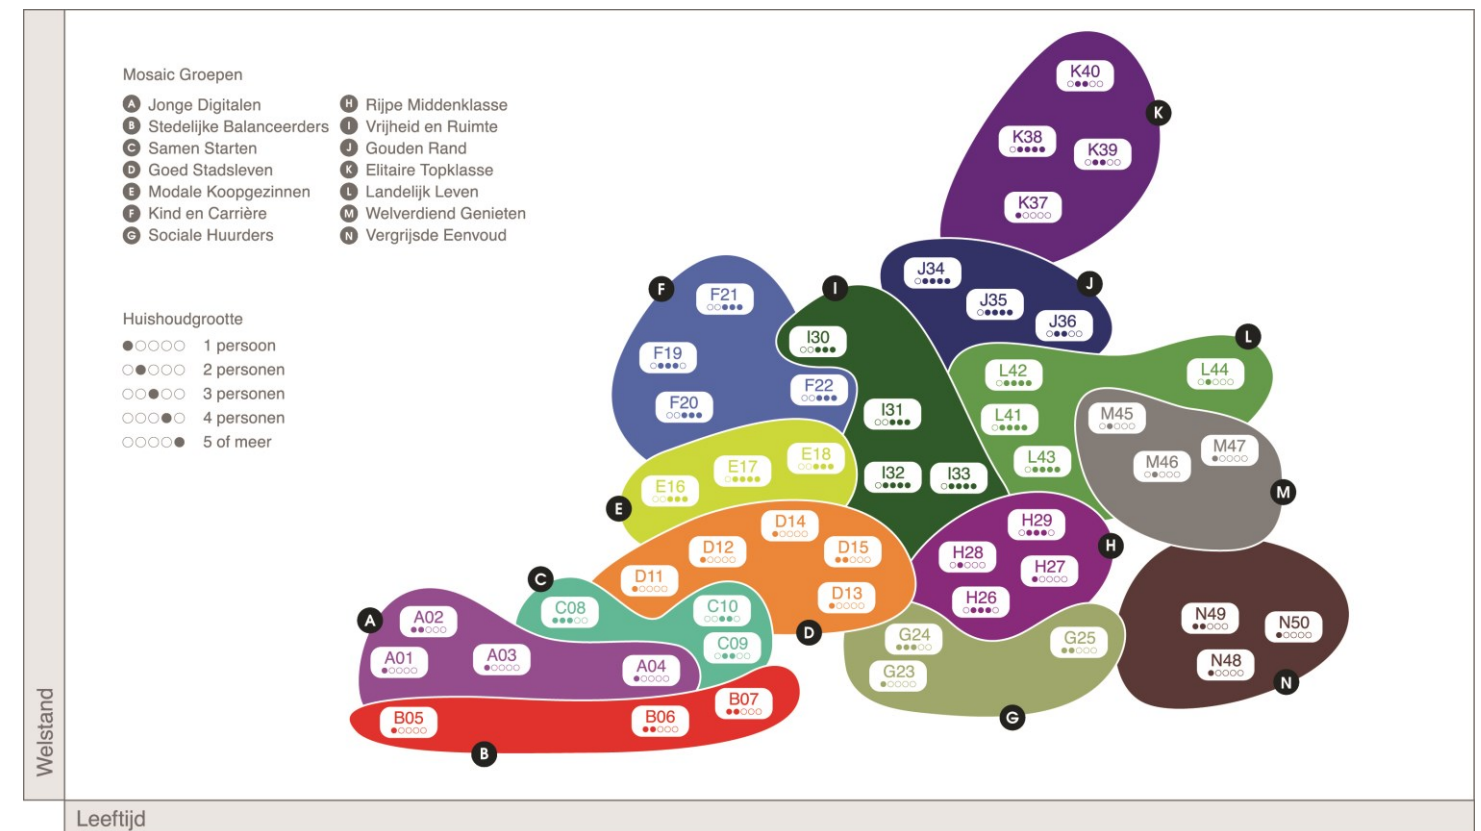 Mosaic Groepen
A Jonge Digitalen
B Stedelijke Balanceerders
C Samen Starten
D Goed Stadsleven
E Modale Koopgezinnen
F Kind en Carrière
G Sociale Huurders
H Rijpe Middenklasse
I Vrijheid en Ruimte
J Gouden Rand
K Elitaire Topklasse
L Landelijk Leven
M Welverdiend Genieten
N Vergrijsde Eenvoud
Huishoudgrootte
1 persoon
2 personen
3 personen
4 personen
5 of meer
K40
K
K38
K39
K37
J34
J35
J36
J
F
F21
F19
F20
F22
I
I30
I31
I32
I33
L
L42
L44
L41
L43
M45
M47
M46
M
E18
E17
E16
E
D14
D12
D15
D11
D13
D
H29
H28
H27
H26
H
C
C08
C10
C09
A
A02
A01
A03
A04
B05
B06
B07
B
G24
G25
G23
G
N49
N50
N48
N
Welstand
Leeftijd